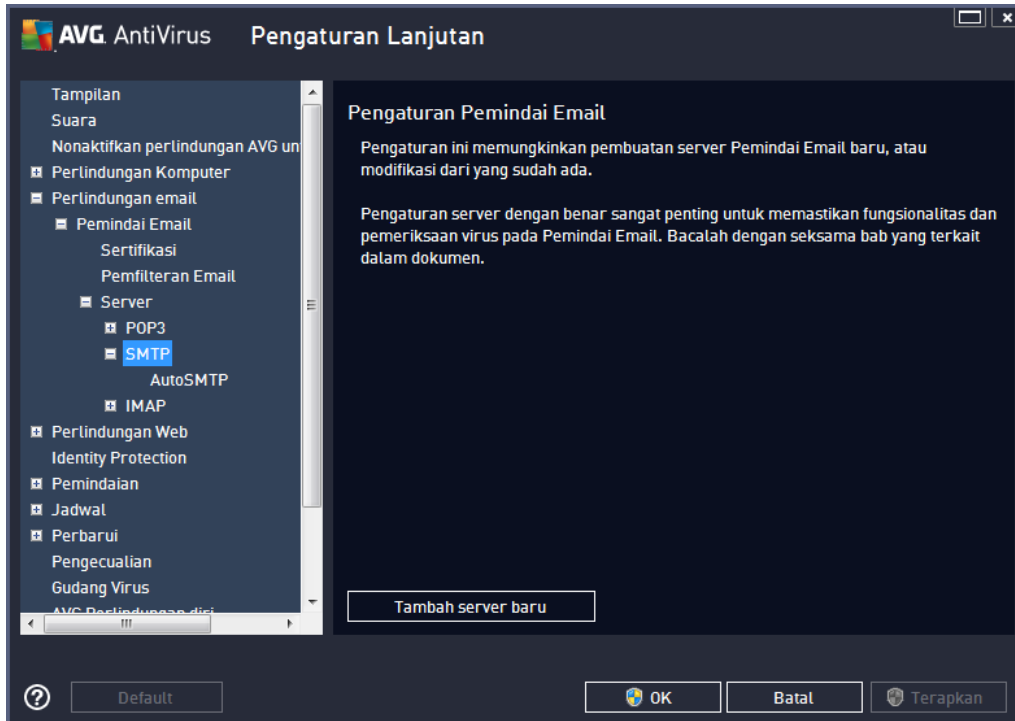 AVG. AntiVirus Pengaturan Lanjutan
Tampilan
Suara
Nonaktifkan perlindungan AVG un
Perlindungan Komputer
Perlindungan email
Pemindai Email
Sertifikasi
Pemfilteran Email
Server
POP3
SMTP
AutoSMTP
IMAP
Perlindungan Web
Identity Protection
Pemindaian
Jadwal
Perbarui
Pengecualian
Gudang Virus
AVG Perlindungan diri
Pengaturan Pemindai Email
Pengaturan ini memungkinkan pembuatan server Pemindai Email baru, atau
modifikasi dari yang sudah ada.
Pengaturan server dengan benar sangat penting untuk memastikan fungsionalitas dan
pemeriksaan virus pada Pemindai Email. Bacalah dengan seksama bab yang terkait
dalam dokumen.
Tambah server baru
Default
OK
Batal
Terapkan